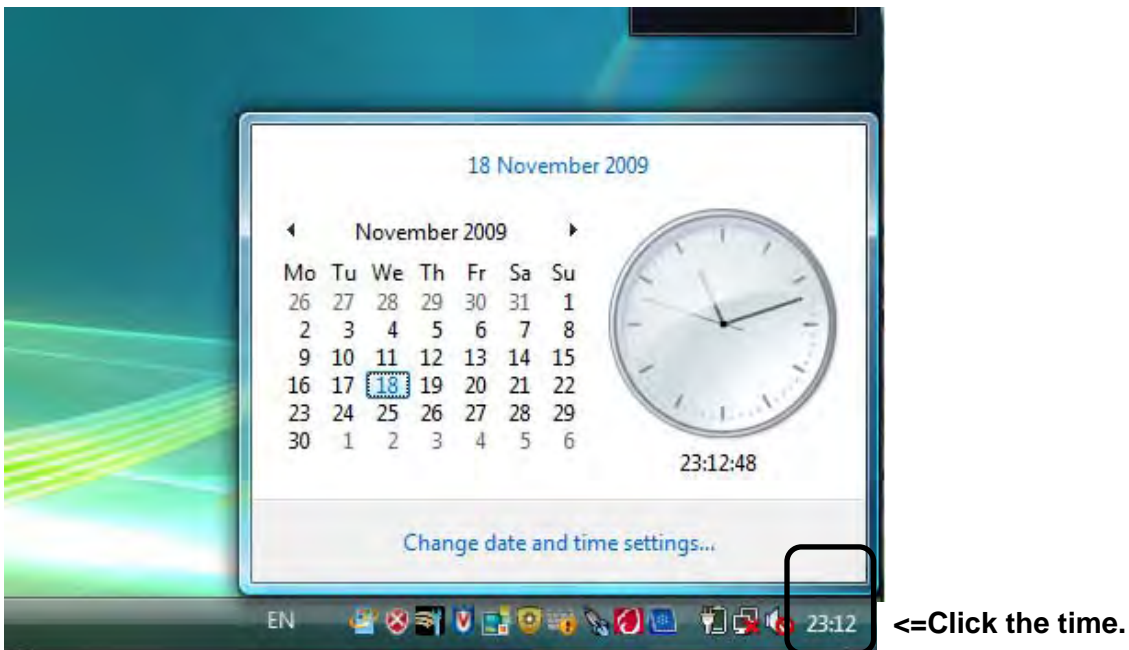 18 November 2009
November 2009
Mo Tu We Th Fr Sa Su
26 27 28 29 30 31 1
2 3 4 5 6 7 8
9 10 11 12 13 14 15
16 17 18 19 20 21 22
23 24 25 26 27 28 29
30 1 2 3 4 5 6
23:12:48
Change date and time settings...
EN 23:12 <=Click the time.